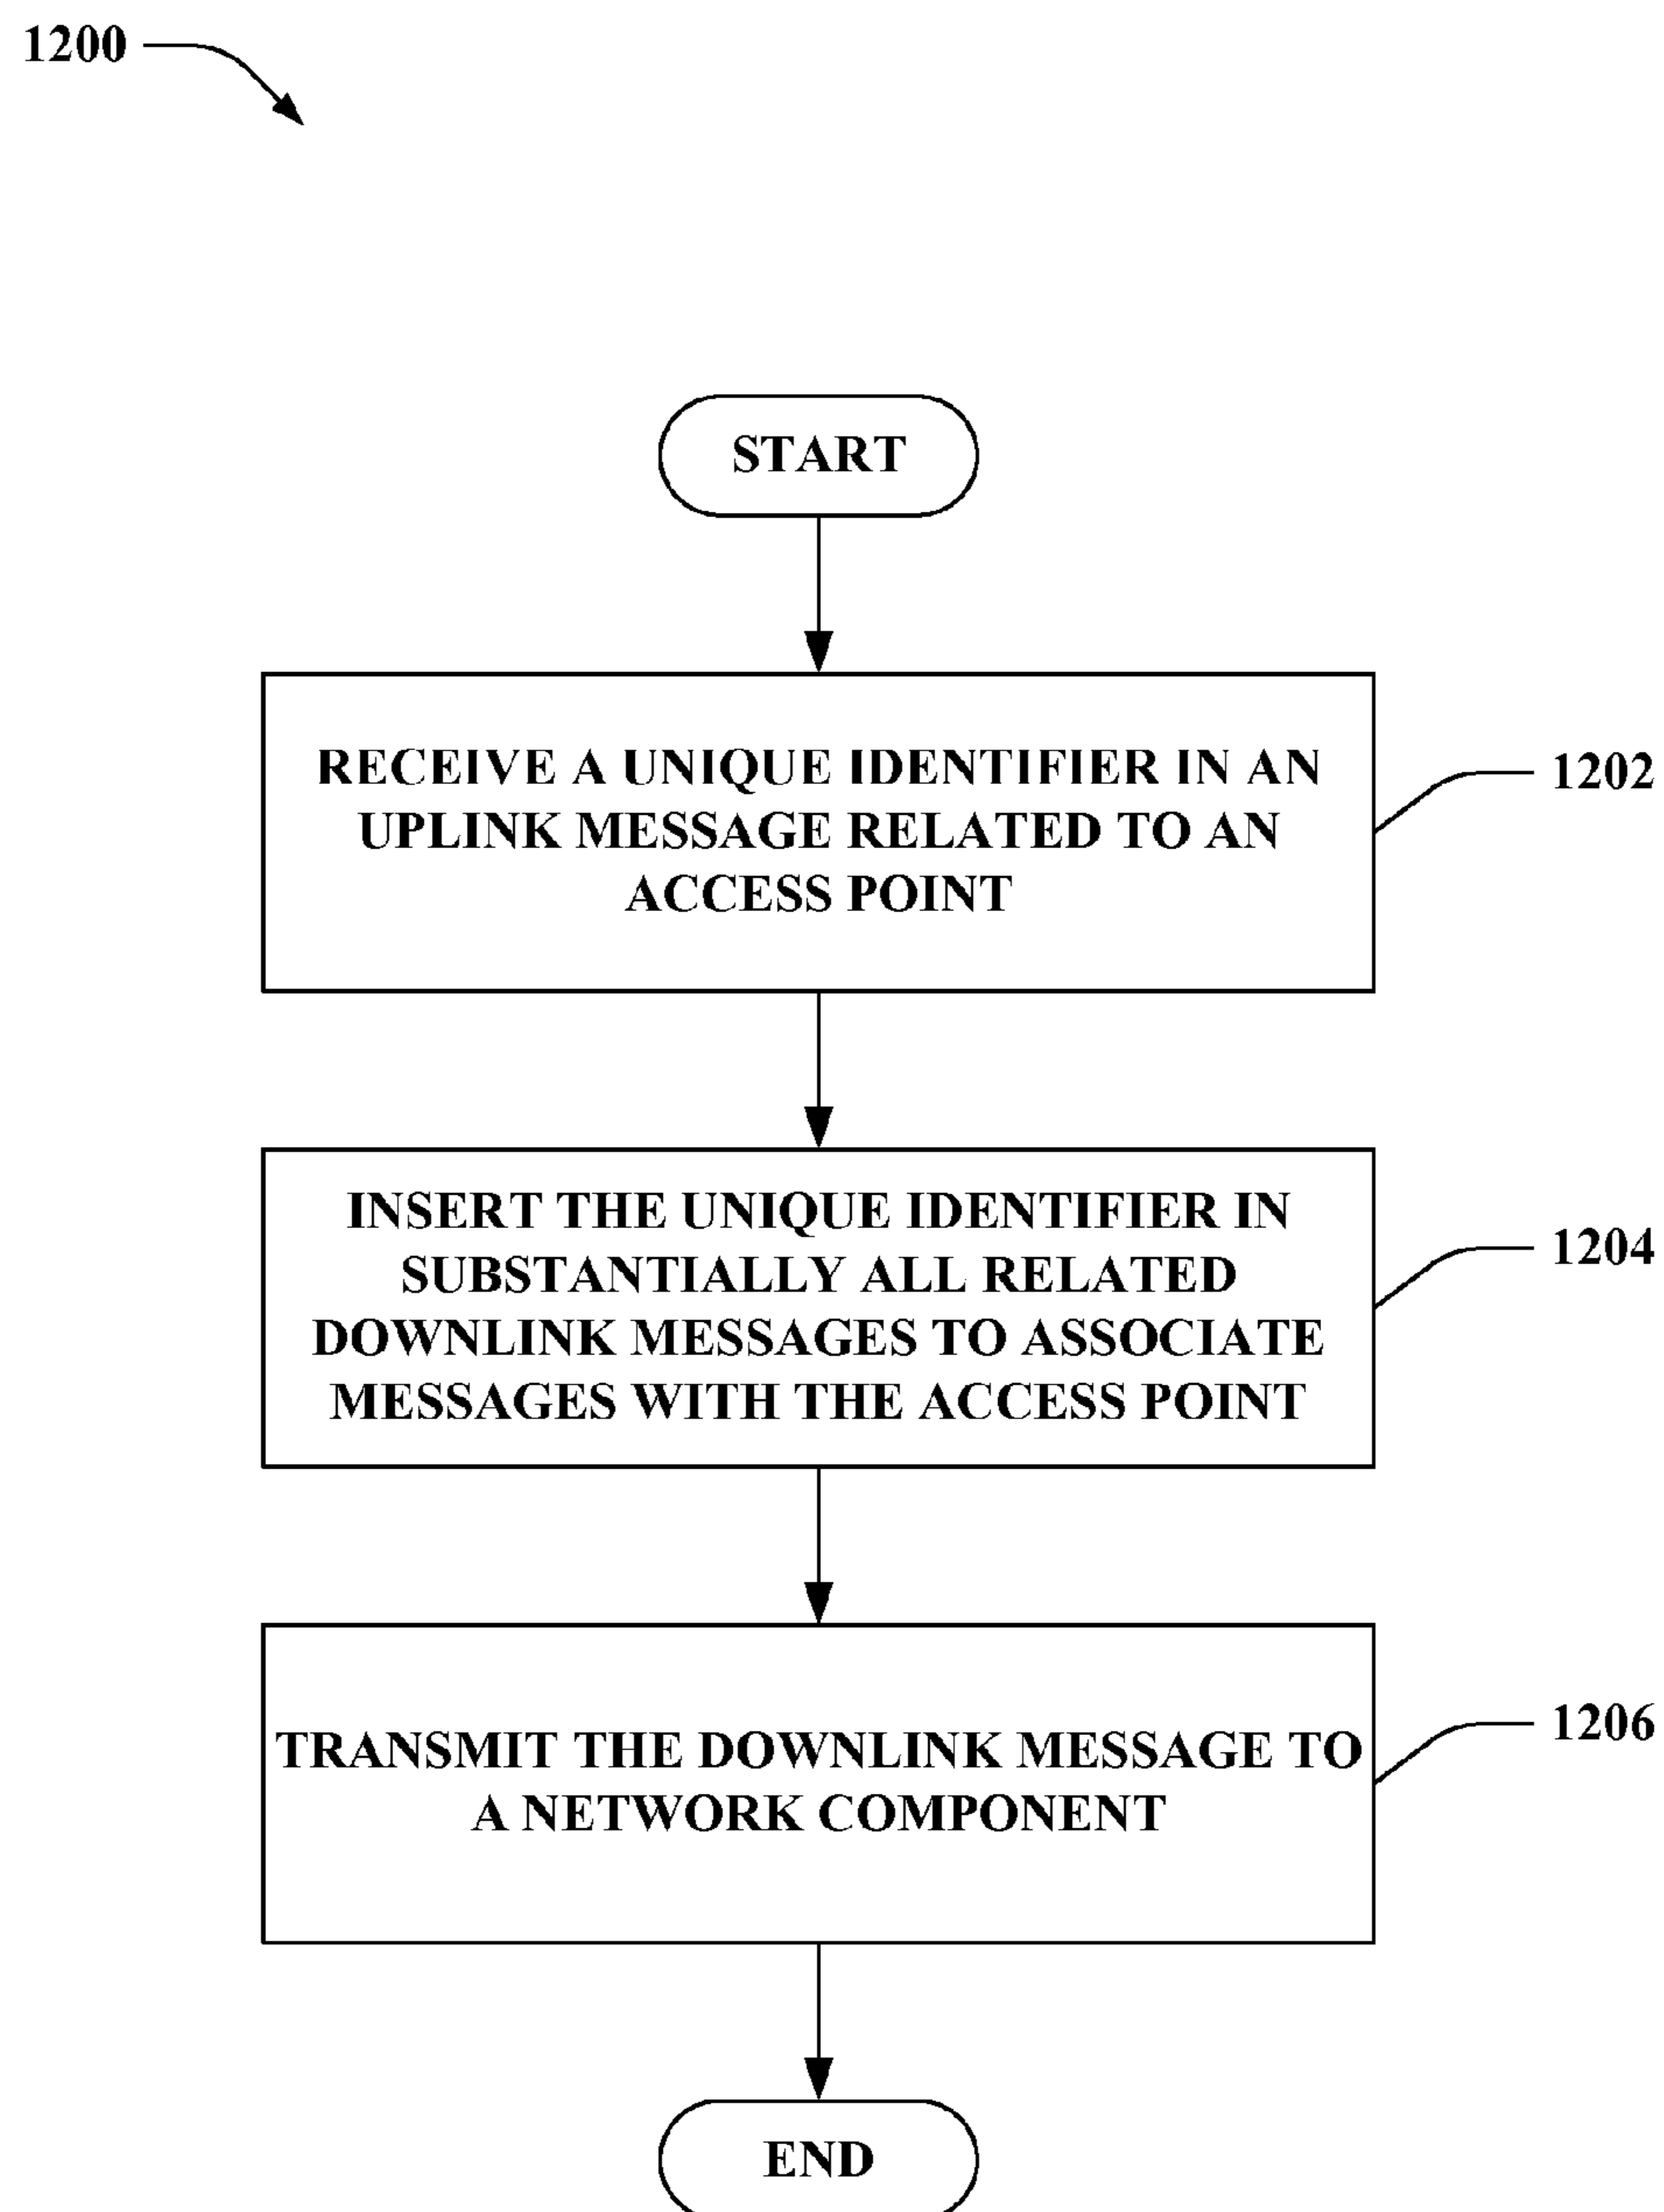 1200
START
RECEIVE A UNIQUE IDENTIFIER IN AN
UPLINK MESSAGE RELATED TO AN
ACCESS POINT
1202
INSERT THE UNIQUE IDENTIFIER IN
SUBSTANTIALLY ALL RELATED
DOWNLINK MESSAGES TO ASSOCIATE
MESSAGES WITH THE ACCESS POINT
1204
TRANSMIT THE DOWNLINK MESSAGE TO
A NETWORK COMPONENT
1206
END